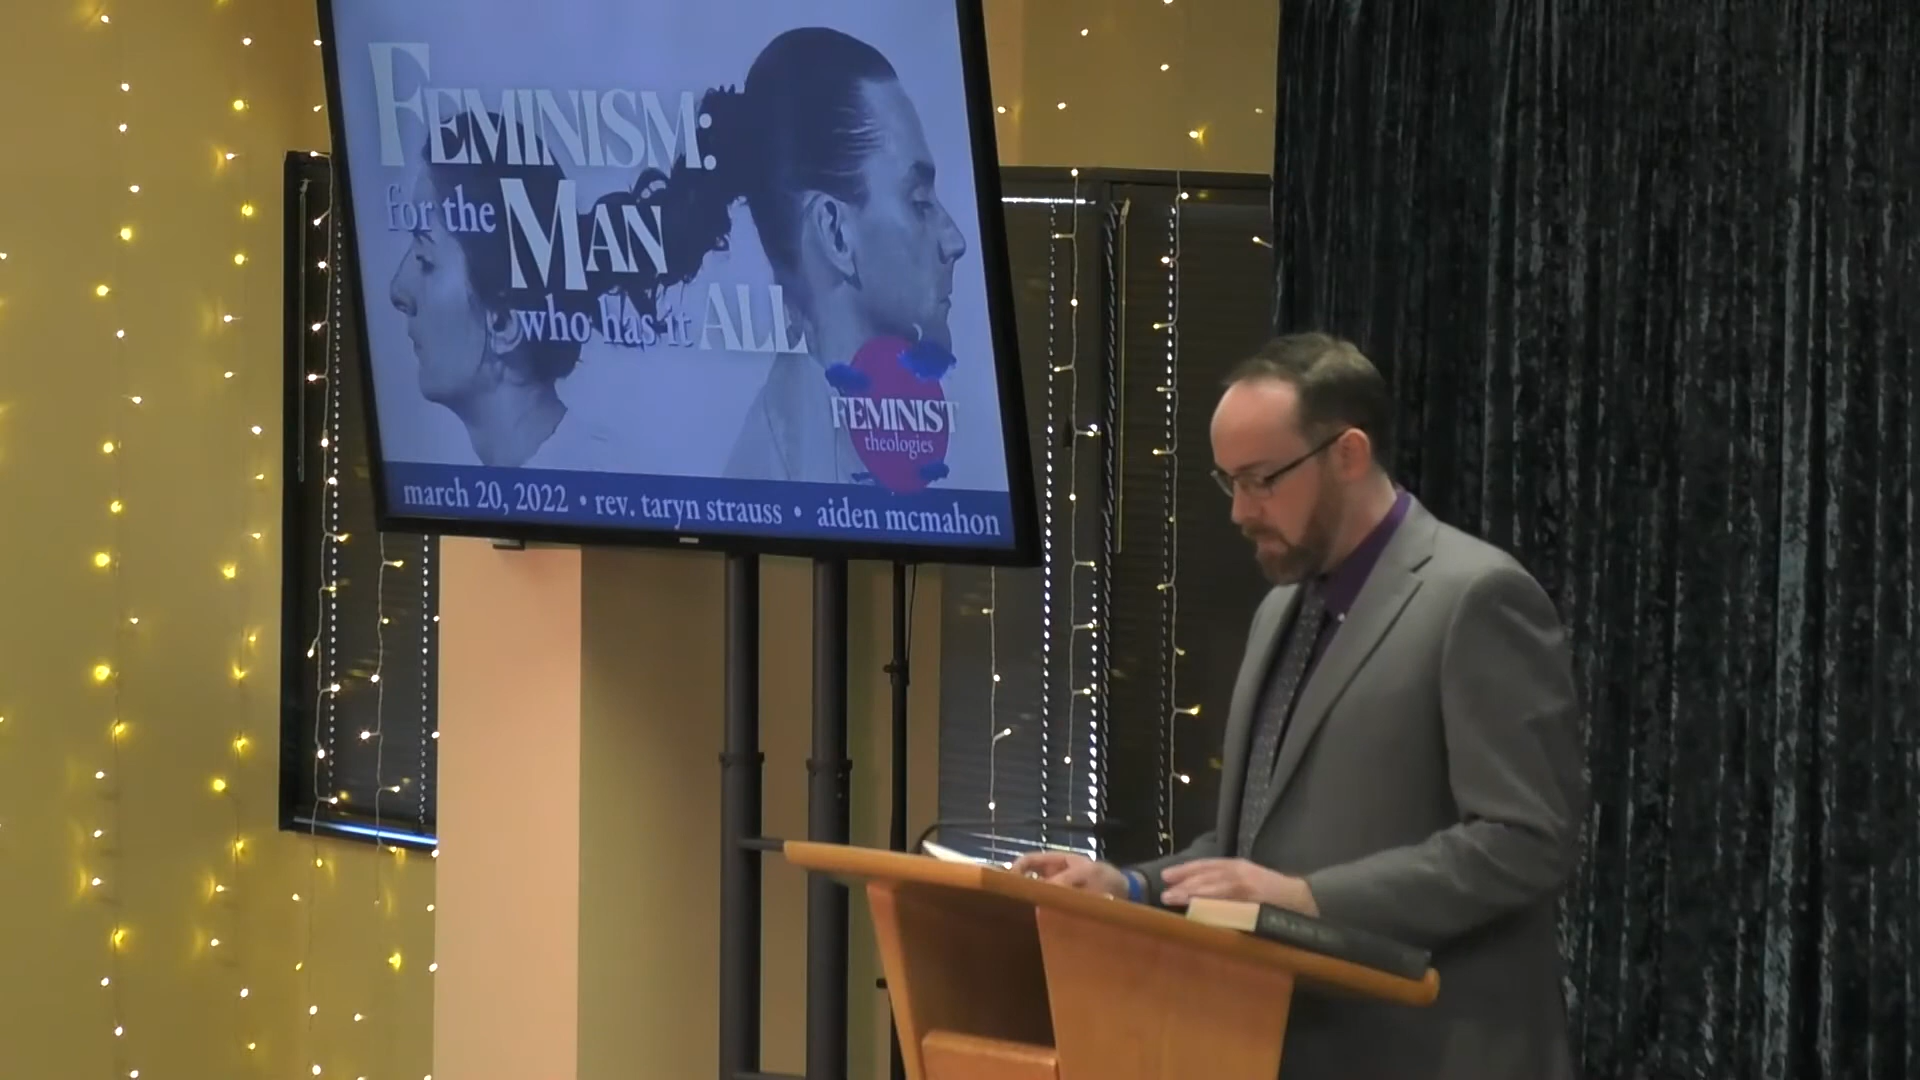 FEMINISM:
for the MAN
who has it ALL
FEMINIST
theologies
march 20, 2022 • rev. taryn strauss • aiden mcmahon